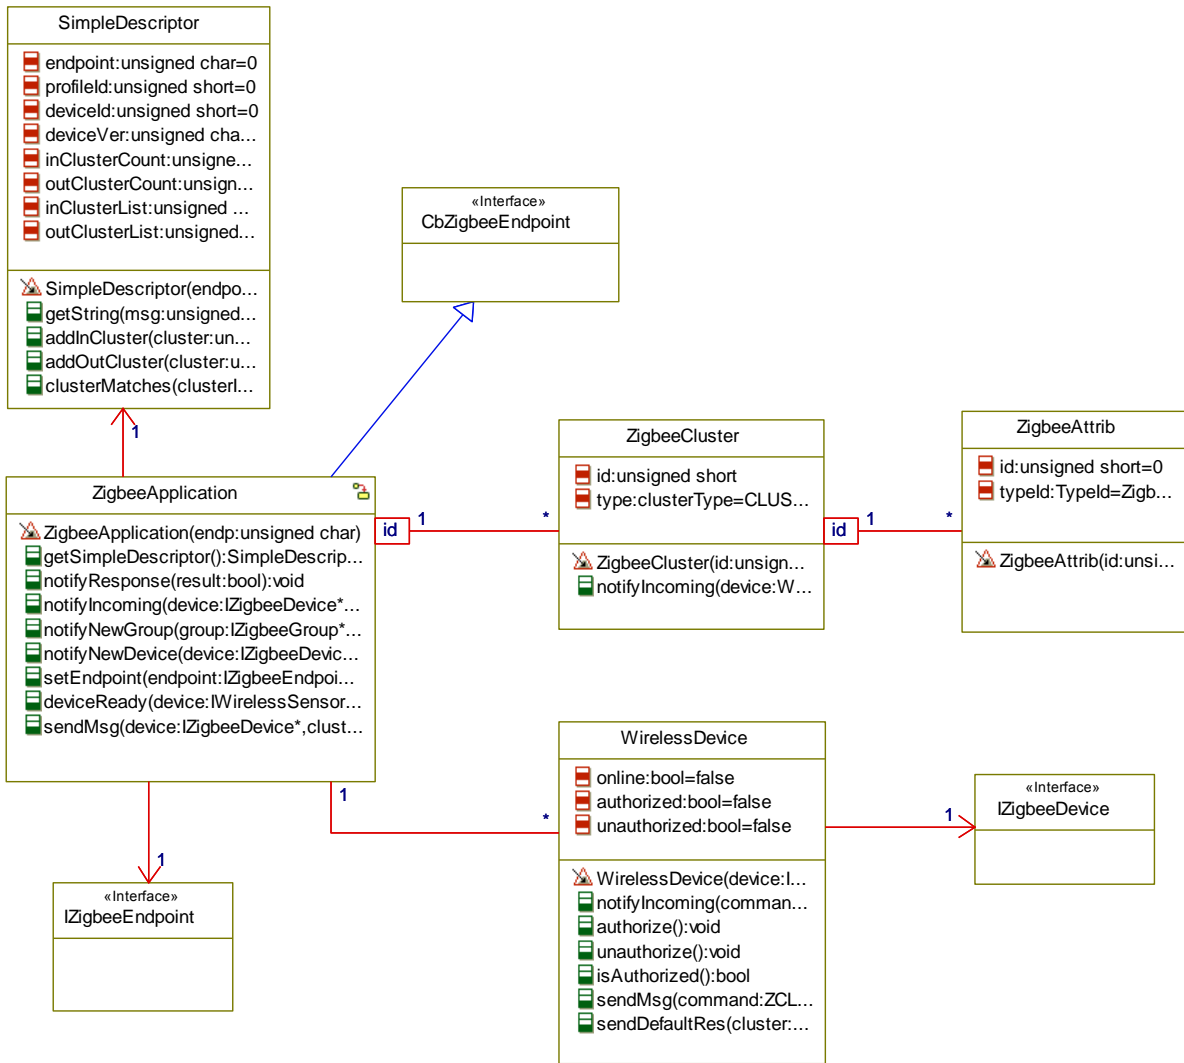 SimpleDescriptor
endpoint:unsigned char=0
profileId:unsigned short=0
deviceId:unsigned short=0
deviceVer:unsigned cha...
inClusterCount:unsigne...
outClusterCount:unsign...
inClusterList:unsigned ...
outClusterList:unsigned...
SimpleDescriptor(endpo...
getString(msg:unsigned...
addInCluster(cluster:un...
addOutCluster(cluster:u...
clusterMatches(clusterI...
«Interface»
CbZigbeeEndpoint
1
ZigbeeApplication
ZigbeeApplication(endp:unsigned char)
getSimpleDescriptor():SimpleDescrip...
notifyResponse(result:bool):void
notifyIncoming(device:IZigbeeDevice*...
notifyNewGroup(group:IZigbeeGroup*...
notifyNewDevice(device:IZigbeeDevic...
setEndpoint(endpoint:IZigbeeEndpoi...
deviceReady(device:IWirelessSensor...
sendMsg(device:IZigbeeDevice*,clust...
id
1
*
ZigbeeCluster
id:unsigned short
type:clusterType=CLUS...
ZigbeeCluster(id:unsign...
notifyIncoming(device:W...
id
1
*
ZigbeeAttrib
id:unsigned short=0
typeId:TypeId=Zigb...
ZigbeeAttrib(id:unsi...
1
*
WirelessDevice
online:bool=false
authorized:bool=false
unauthorized:bool=false
WirelessDevice(device:I...
notifyIncoming(comman...
authorize():void
unauthorize():void
isAuthorized():bool
sendMsg(command:ZCL...
sendDefaultRes(cluster:...
1
«Interface»
IZigbeeDevice
1
«Interface»
IZigbeeEndpoint